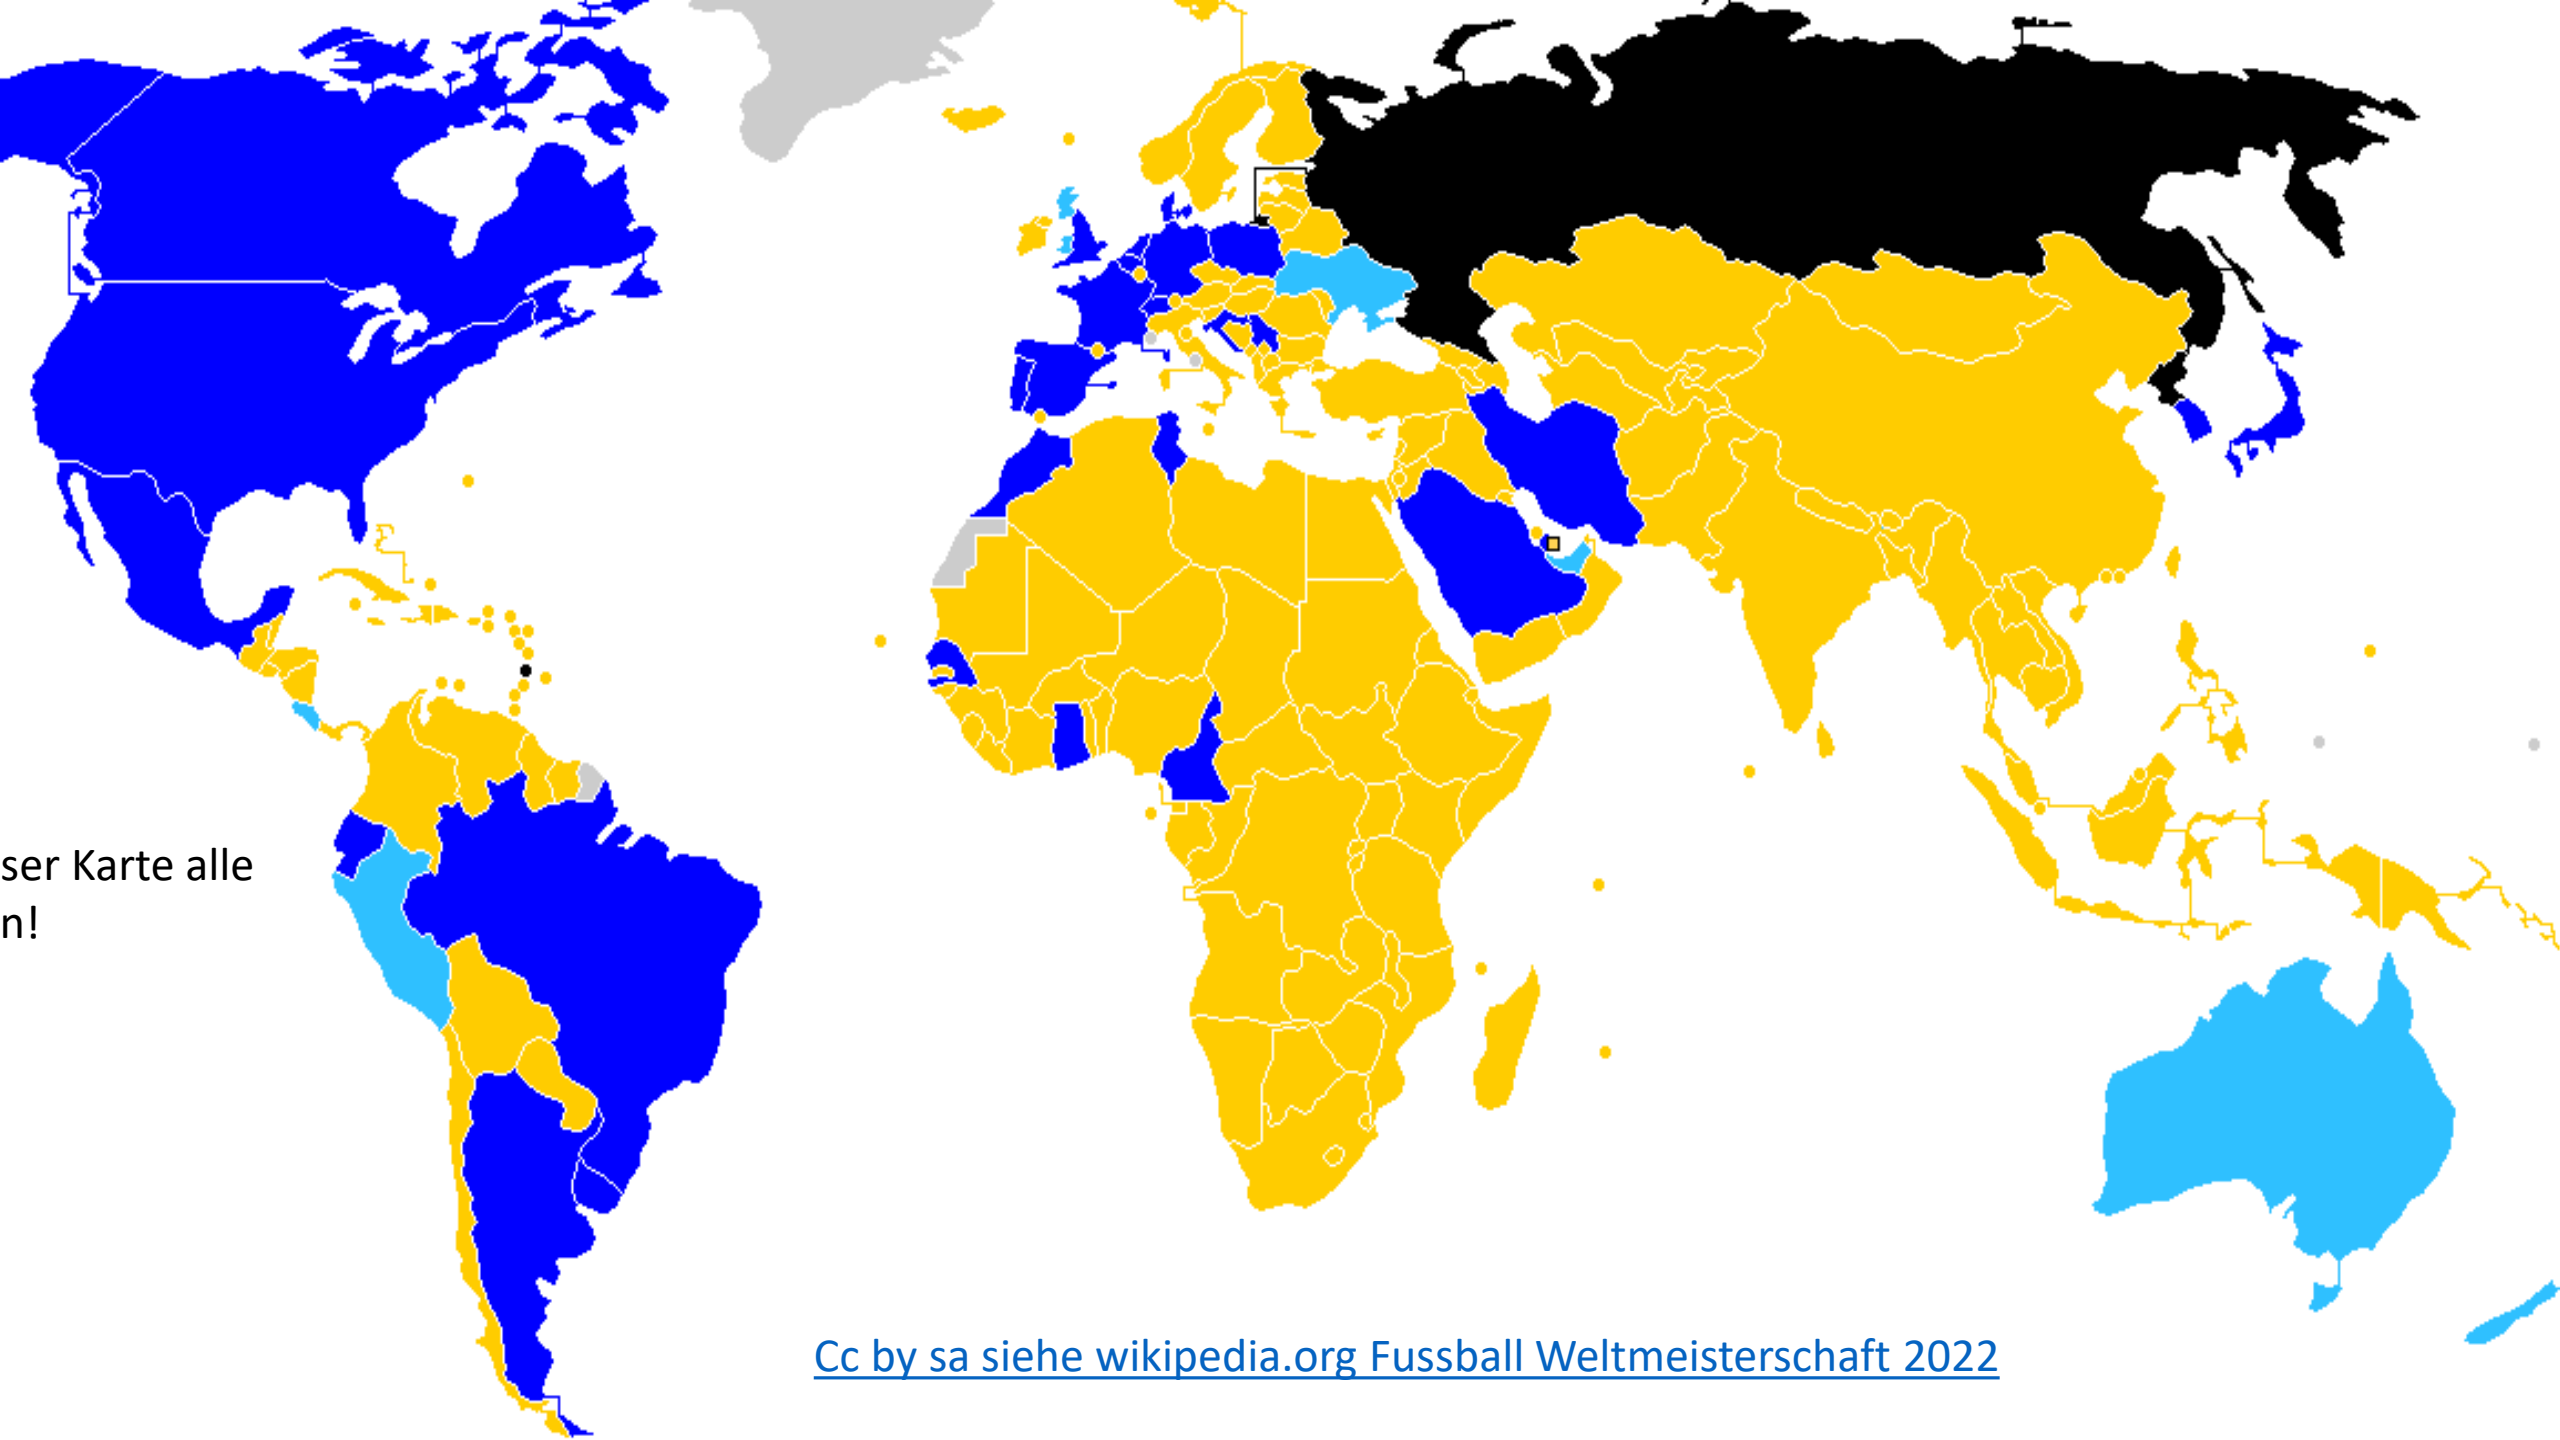 ser Karte alle
n!
Cc by sa siehe wikipedia.org Fussball Weltmeisterschaft 2022